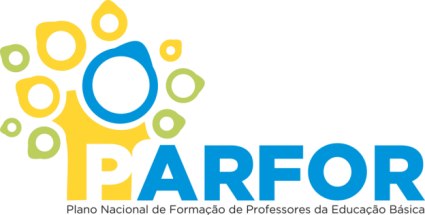 PARFOR
Plano Nacional de Formação de Professores da Educação Básica